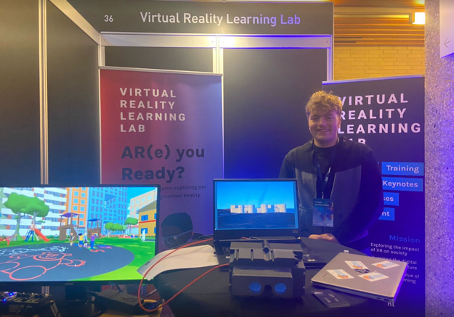 36
Virtual Reality Learning Lab
VIRTUAL
REALITY
LEARNING
LAB
AR(e) you
Ready?
VIRTUAL
REALITY
LEARNING
LAB
Training
Keynotes
Mission
Exploring the impact
of XR on society